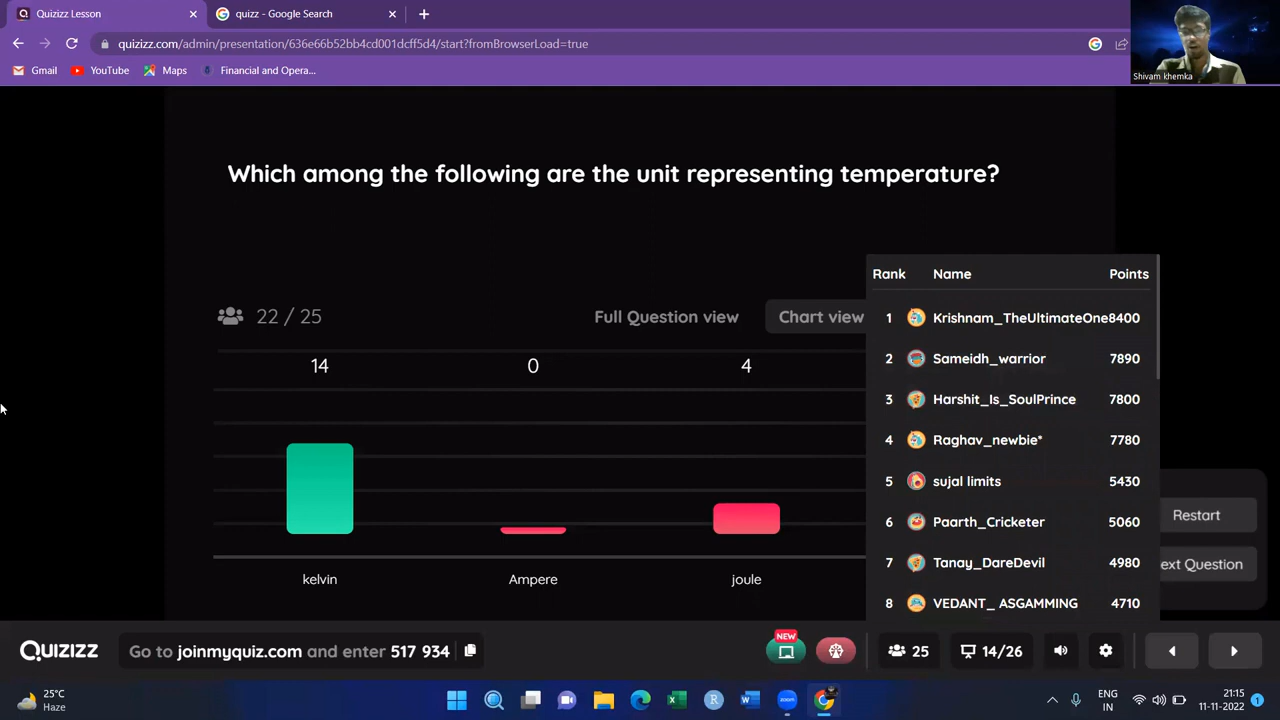 Quizizz Lesson
quizz - Google Search
quizizz.com/admin/presentation/636e66b52bb4cd001dcff5d4/start?fromBrowserLoad=true
Gmail
YouTube
Maps
Financial and Opera...
Shivam khemka
Which among the following are the unit representing temperature?
22 / 25
Full Question view
Chart view
14
0
4
kelvin
Ampere
joule
Rank Name Points
1 Krishnam_TheUltimateOne8400
2 Sameidh_warrior 7890
3 Harshit_Is_SoulPrince 7800
4 Raghav_newbie* 7780
5 sujal limits 5430
6 Paarth_Cricketer 5060
7 Tanay_DareDevil 4980
8 VEDANT_ ASGAMMING 4710
Restart
ext Question
Quizizz
Go to joinmyquiz.com and enter 517 934
NEW
25
14/26
25°C
Haze
ENG
IN
21:15
11-11-2022
1